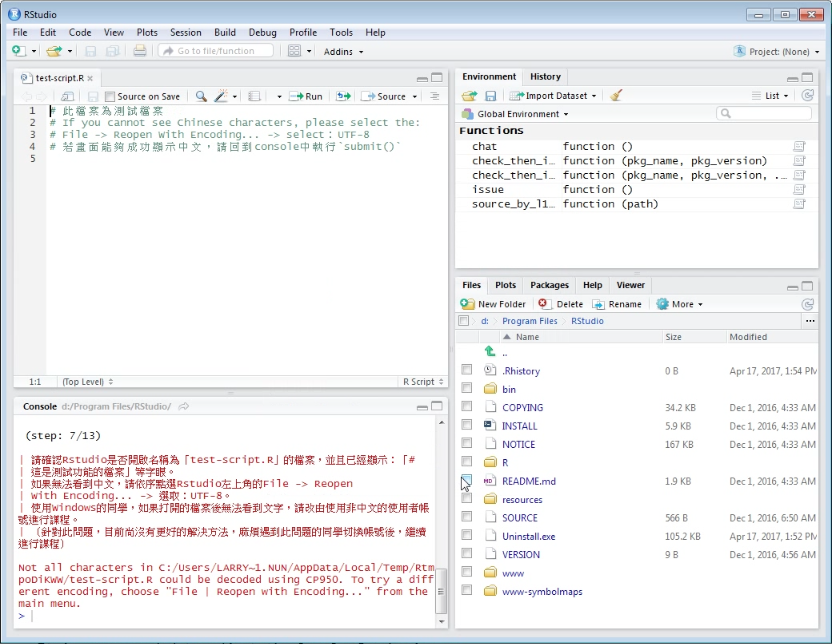 RStudio
File Edit Code View Plots Session Build Debug Profile Tools Help
Go to file/function Addins Project: (None)
test-script.R
Source on Save Run Source
1 # 此檔案為測試檔案
2 # If you cannot see Chinese characters, please select the:
3 # File -> Reopen With Encoding... -> select: UTF-8
4 # 若畫面能夠成功顯示中文，請回到console中執行`submit()`
5
1:1 (Top Level) R Script
Console d:/Program Files/RStudio/
(step: 7/13)
| 請確認Rstudio是否開啟名稱為「test-script.R」的檔案，並且已經顯示：「#
| 這是測試功能的檔案」等字眼。
| 如果無法看到中文，請依序點選Rstudio左上角的File -> Reopen
| With Encoding... -> 選取：UTF-8。
| 使用Windows的同學，如果打開的檔案後無法看到文字，請改由使用非中文的使用者帳
號進行課程。
| （針對此問題，目前尚沒有更好的解決方法，麻煩遇到此問題的同學切換帳號後，繼續
進行課程）
Not all characters in C:/Users/LARRY~1.NUN/AppData/Local/Temp/Rtm
poDiKWW/test-script.R could be decoded using CP950. To try a diff
erent encoding, choose "File | Reopen with Encoding..." from the
main menu.
>
Environment History
Import Dataset List
Global Environment
Functions
chat function ()
check_then_i… function (pkg_name, pkg_version)
check_then_i… function (pkg_name, pkg_version, ...
issue function ()
source_by_l1… function (path)
Files Plots Packages Help Viewer
New Folder Delete Rename More
d: Program Files RStudio ...
Name Size Modified
..
.Rhistory 0 B Apr 17, 2017, 1:54 PM
bin
COPYING 34.2 KB Dec 1, 2016, 4:33 AM
INSTALL 5.9 KB Dec 1, 2016, 4:33 AM
NOTICE 167 KB Dec 1, 2016, 4:33 AM
R
README.md 1.9 KB Dec 1, 2016, 4:33 AM
resources
SOURCE 566 B Dec 1, 2016, 6:50 AM
Uninstall.exe 105.2 KB Apr 17, 2017, 1:52 PM
VERSION 9 B Dec 1, 2016, 4:56 AM
www
www-symbolmaps